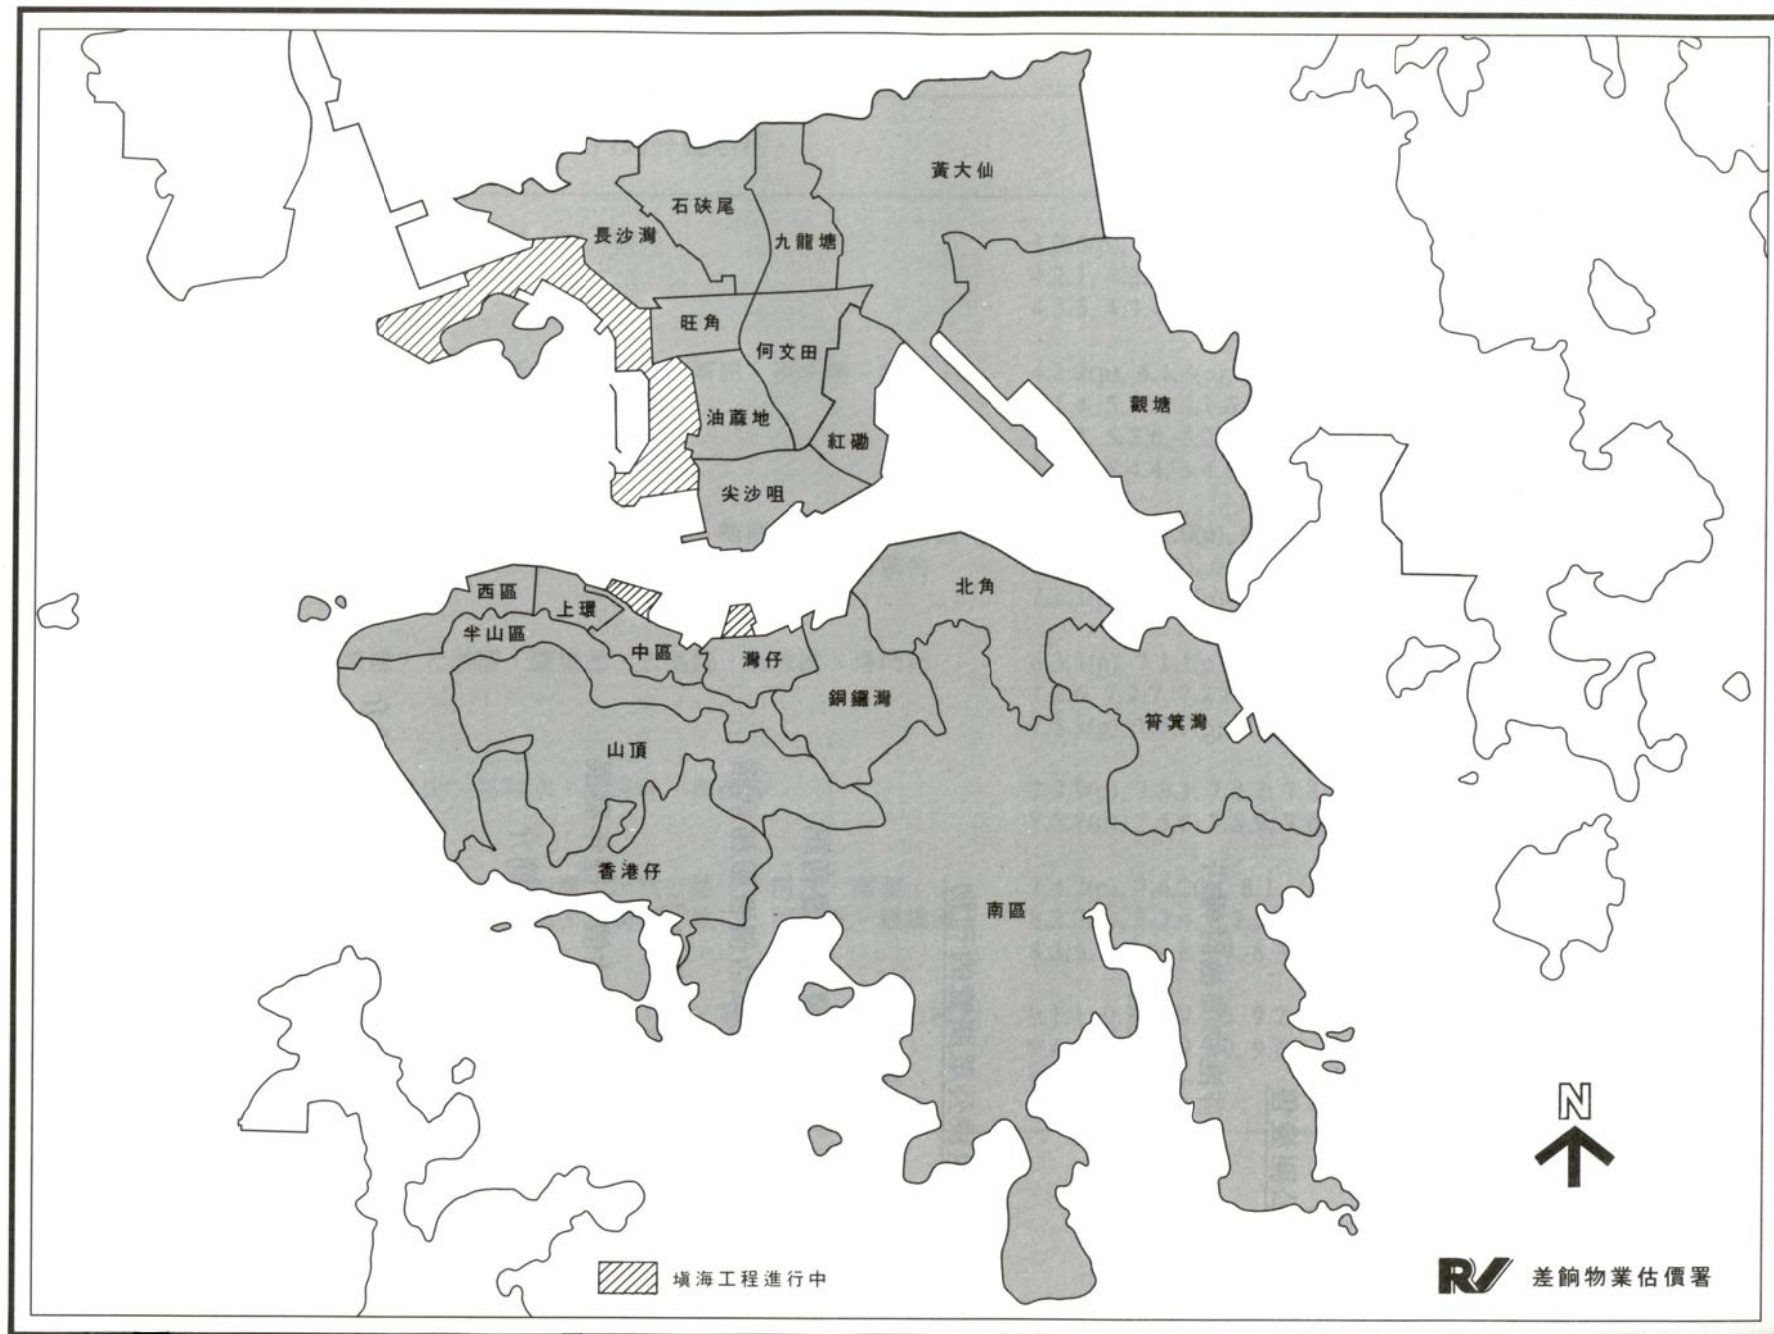 黃大仙
石硤尾
長沙灣
九龍塘
旺角
何文田
觀塘
油蔴地
紅磡
尖沙咀
北角
西區
上環
半山區
中區
灣仔
銅鑼灣
筲箕灣
山頂
香港仔
南區
N
填海工程進行中
RV 差餉物業估價署